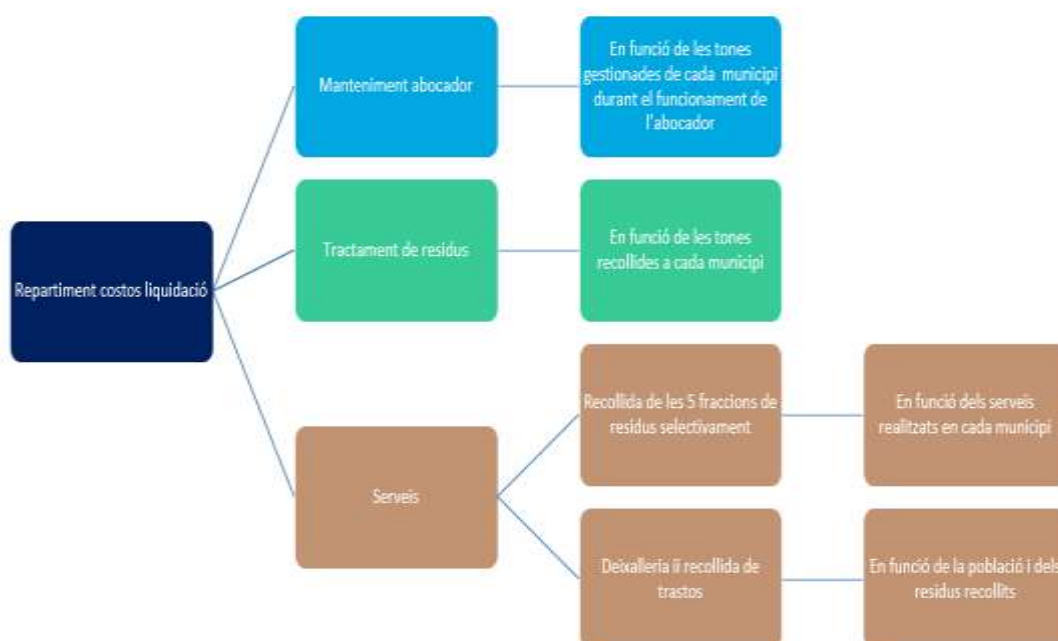 Manteniment abocador
En funció de les tones
gestionades de cada municipi
durant el funcionament de
l'abocador
Repartiment costos liquidació
Tractament de residus
En funció de les tones
recollides a cada municipi
Serveis
Recollida de les 5 fraccions de
residus selectivament
En funció dels serveis
realitzats en cada municipi
Deixalleria ii recollida de
trastos
En funció de la població i dels
residus recollits